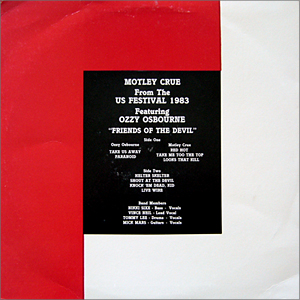 MOTLEY CRUE
From The
US FESTIVAL 1983
Featuring
OZZY OSBOURNE
"FRIENDS OF THE DEVIL"
Side One
Ozzy Osbourne Motley Crue
TAKE US AWAY RED HOT
PARANOID TAKE ME TOO THE TOP
LOOKS THAT KILL
Side Two
HELTER SKELTER
SHOUT AT THE DEVIL
KNOCK 'EM DEAD, KID
LIVE WIRE
Band Members
NIKKI SIXX - Bass - Vocals
VINCE NEIL - Lead Vocal
TOMMY LEE - Drums - Vocals
MICK MARS - Guitars - Vocals